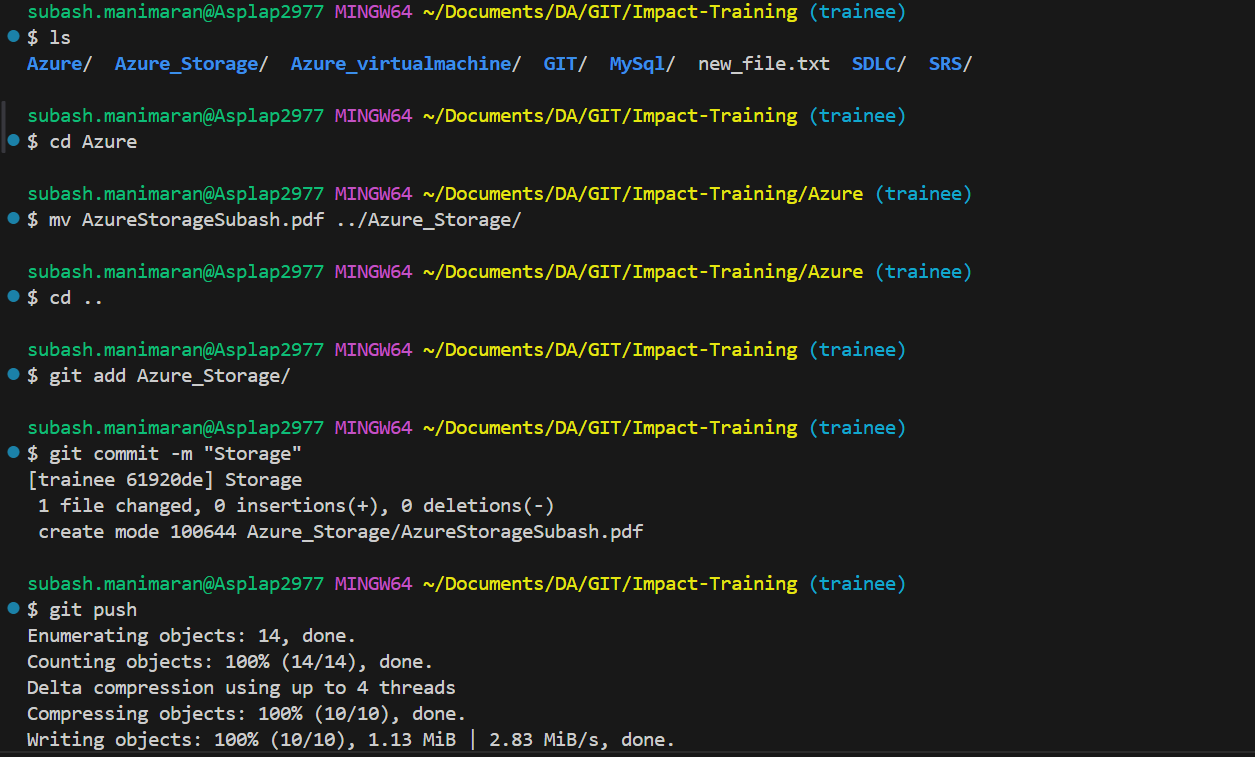 subash.manimaran@Asplap2977 MINGW64 ~/Documents/DA/GIT/Impact-Training (trainee)
$ ls
Azure/  Azure_Storage/  Azure_virtualmachine/  GIT/  MySql/  new_file.txt  SDLC/  SRS/
subash.manimaran@Asplap2977 MINGW64 ~/Documents/DA/GIT/Impact-Training (trainee)
$ cd Azure
subash.manimaran@Asplap2977 MINGW64 ~/Documents/DA/GIT/Impact-Training/Azure (trainee)
$ mv AzureStorageSubash.pdf ../Azure_Storage/
subash.manimaran@Asplap2977 MINGW64 ~/Documents/DA/GIT/Impact-Training/Azure (trainee)
$ cd ..
subash.manimaran@Asplap2977 MINGW64 ~/Documents/DA/GIT/Impact-Training (trainee)
$ git add Azure_Storage/
subash.manimaran@Asplap2977 MINGW64 ~/Documents/DA/GIT/Impact-Training (trainee)
$ git commit -m "Storage"
[trainee 61920de] Storage
 1 file changed, 0 insertions(+), 0 deletions(-)
 create mode 100644 Azure_Storage/AzureStorageSubash.pdf
subash.manimaran@Asplap2977 MINGW64 ~/Documents/DA/GIT/Impact-Training (trainee)
$ git push
Enumerating objects: 14, done.
Counting objects: 100% (14/14), done.
Delta compression using up to 4 threads
Compressing objects: 100% (10/10), done.
Writing objects: 100% (10/10), 1.13 MiB | 2.83 MiB/s, done.